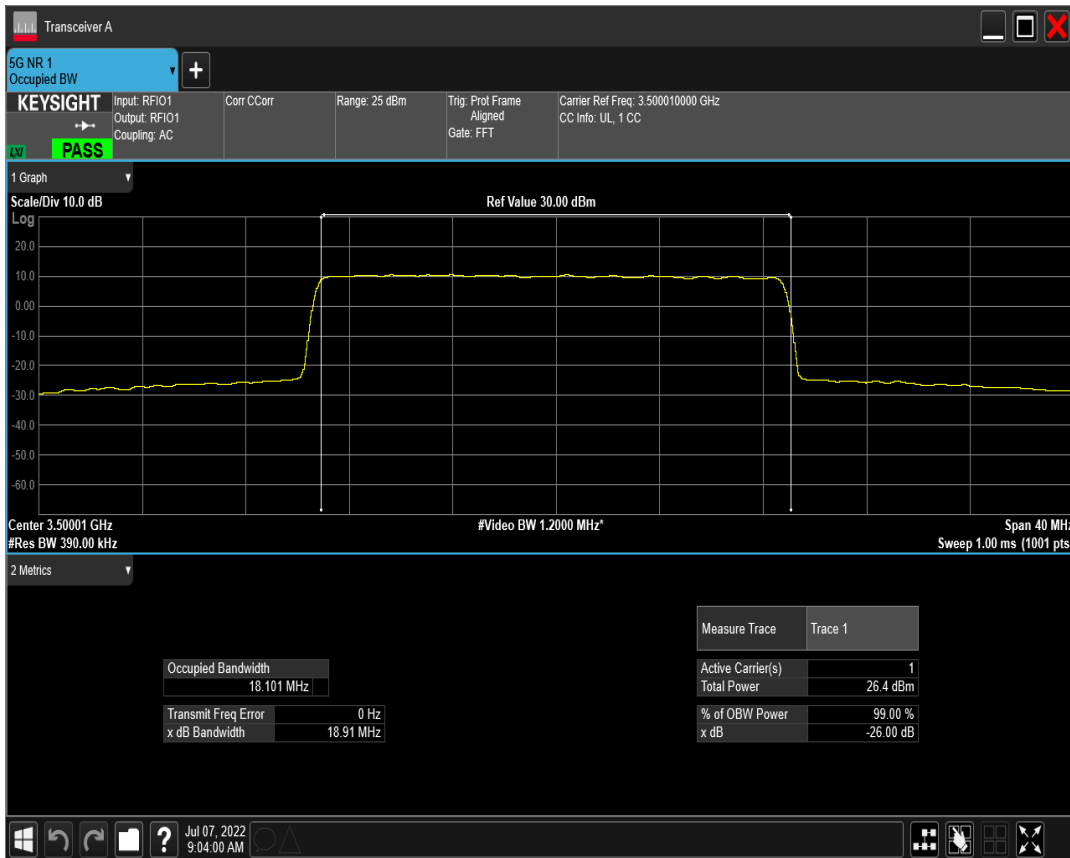 Transceiver A
5G NR 1
Occupied BW
KEYSIGHT
LXI
PASS
Input: RFIO1
Output: RFIO1
Coupling: AC
Corr CCorr
Range: 25 dBm
Trig: Prot Frame
Aligned
Gate: FFT
Carrier Ref Freq: 3.500010000 GHz
CC Info: UL, 1 CC
1 Graph
Scale/Div 10.0 dB
Ref Value 30.00 dBm
Log
20.0
10.0
0.00
-10.0
-20.0
-30.0
-40.0
-50.0
-60.0
Center 3.50001 GHz
#Video BW 1.2000 MHz*
Span 40 MHz
#Res BW 390.00 kHz
Sweep 1.00 ms (1001 pts
2 Metrics
Measure Trace Trace 1
Occupied Bandwidth
18.101 MHz
Active Carrier(s) 1
Total Power 26.4 dBm
Transmit Freq Error 0 Hz
x dB Bandwidth 18.91 MHz
% of OBW Power 99.00 %
x dB -26.00 dB
?
Jul 07, 2022
9:04:00 AM